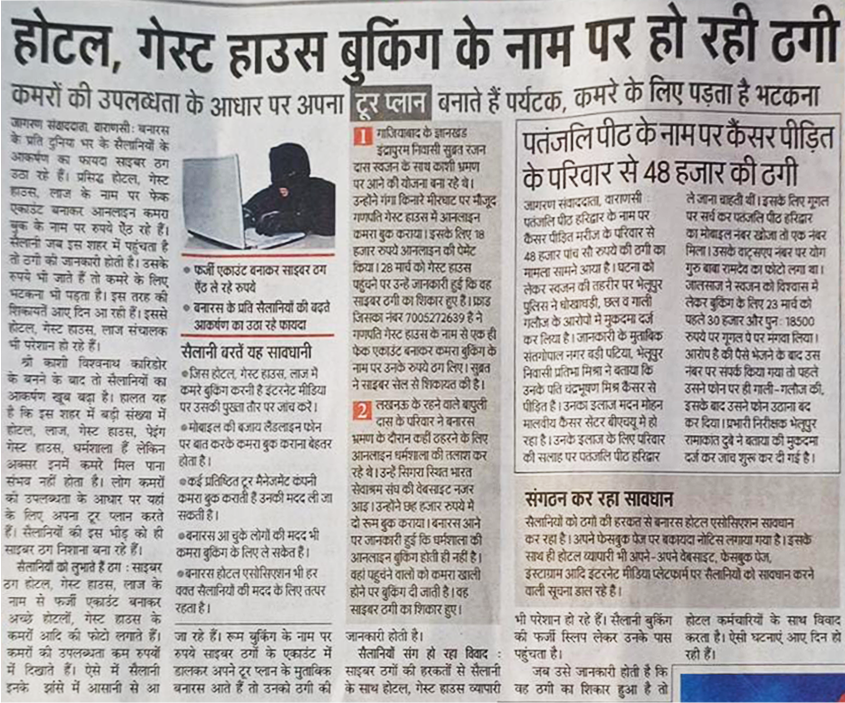 होटल, गेस्ट हाउस बुकिंग के नाम पर हो रही ठगी
कमरों की उपलब्धता के आधार पर अपना टूर प्लान बनाते हैं पर्यटक, कमरे के लिए पड़ता है भटकना
जागरण संवाददाता, वाराणसी: बनारस
के प्रति दुनिया भर के सैलानियों के
आकर्षण का फायदा साइबर ठग
उठा रहे हैं। प्रसिद्ध होटल, गेस्ट
हाउस, लाज के नाम पर फेक
एकाउंट बनाकर आनलाइन कमरा
बुक के नाम पर रुपये ऐंठ रहे हैं।
सैलानी जब इस शहर में पहुंचता है
तो ठगी की जानकारी होती है। उसके
रुपये भी जाते हैं तो कमरे के लिए
भटकना भी पड़ता है। इस तरह की
शिकायतें आए दिन आ रही हैं। इससे
होटल, गेस्ट हाउस, लाज संचालक
भी परेशान हो रहे हैं।
श्री काशी विश्वनाथ कारिडोर
के बनने के बाद तो सैलानियों का
आकर्षण खूब बढ़ा है। हालत यह
है कि इस शहर में बड़ी संख्या में
होटल, लाज, गेस्ट हाउस, पेइंग
गेस्ट हाउस, धर्मशाला हैं लेकिन
अक्सर इनमें कमरे मिल पाना
संभव नहीं होता है। लोग कमरों
की उपलब्धता के आधार पर यहां
के लिए अपना टूर प्लान करते
हैं। सैलानियों की इस भीड़ को ही
साइबर ठग निशाना बना रहे हैं।
सैलानियों को लुभाते हैं ठग : साइबर
ठग होटल, गेस्ट हाउस, लाज के
नाम से फर्जी एकाउंट बनाकर
अच्छे होटलों, गेस्ट हाउस के
कमरों आदि की फोटो लगाते हैं।
कमरों की उपलब्धता कम रुपयों
में दिखाते हैं। ऐसे में सैलानी
इनके झांसे में आसानी से आ
● फर्जी एकाउंट बनाकर साइबर ठग
ऐंठ ले रहे रुपये
● बनारस के प्रति सैलानियों की बढ़ते
आकर्षण का उठा रहे फायदा
सैलानी बरतें यह सावधानी
●जिस होटल, गेस्ट हाउस, लाज में
कमरे बुकिंग करनी है इंटरनेट मीडिया
पर उसकी पुख्ता तौर पर जांच करें।
●मोबाइल की बजाय लैंडलाइन फोन
पर बात करके कमरा बुक कराना बेहतर
होता है।
●कई प्रतिष्ठित टूर मैनेजमेंट कंपनी
कमरा बुक कराती है उनकी मदद ली जा
सकती है।
●बनारस आ चुके लोगों की मदद भी
कमरा बुकिंग के लिए ले सकते हैं।
●बनारस होटल एसोसिएशन भी हर
वक्त सैलानियों की मदद के लिए तत्पर
रहता है।
जा रहे हैं। रूम बुकिंग के नाम पर
रुपये साइबर ठगों के एकाउंट में
डालकर अपने टूर प्लान के मुताबिक
बनारस आते हैं तो उनको ठगी की
1 गाजियाबाद के ज्ञानखंड
इंद्रापुरम निवासी सुब्रत रंजन
दास स्वजन के साथ काशी भ्रमण
पर आने की योजना बना रहे थे।
उन्होंने गंगा किनारे मीरघाट पर मौजूद
गणपति गेस्ट हाउस में आनलाइन
कमरा बुक कराया। इसके लिए 18
हजार रुपये आनलाइन की पेमेंट
किया। 28 मार्च को गेस्ट हाउस
पहुंचने पर उन्हें जानकारी हुई कि वह
साइबर ठगी का शिकार हुए हैं। फ्राड
जिसका नंबर 7005272639 है ने
गणपति गेस्ट हाउस के नाम से एक ही
फेक एकाउंट बनाकर कमरा बुकिंग के
नाम पर उनके रुपये ठग लिए। सुब्रत
ने साइबर सेल से शिकायत की है।
2 लखनऊ के रहने वाले बापुली
दास के परिवार ने बनारस
भ्रमण के दौरान कहीं ठहरने के लिए
आनलाइन धर्मशाला की तलाश कर
रहे थे। उन्हें सिगरा स्थित भारत
सेवाश्रम संघ की वेबसाइट नजर
आइ। उन्होंने छह हजार रुपये में
दो रूम बुक कराया। बनारस आने
पर जानकारी हुई कि धर्मशाला की
आनलाइन बुकिंग होती ही नहीं है।
वहां पहुंचने वालों को कमरा खाली
होने पर बुकिंग दी जाती है। वह
साइबर ठगी का शिकार हुए।
जानकारी होती है।
सैलानियों संग हो रहा विवाद :
साइबर ठगों की हरकतों से सैलानी
के साथ होटल, गेस्ट हाउस व्यापारी
पतंजलि पीठ के नाम पर कैंसर पीड़ित
के परिवार से 48 हजार की ठगी
जागरण संवाददाता, वाराणसी :
पतंजलि पीठ हरिद्वार के नाम पर
कैंसर पीड़ित मरीज के परिवार से
48 हजार पांच सौ रुपये की ठगी का
मामला सामने आया है। घटना को
लेकर स्वजन की तहरीर पर भेलूपुर
पुलिस ने धोखाधड़ी, छल व गाली
गलौज के आरोपों में मुकदमा दर्ज
कर लिया है। जानकारी के मुताबिक
संतगोपाल नगर बड़ी पटिया, भेलूपुर
निवासी प्रतिभा मिश्रा ने बताया कि
उनके पति चंद्रभूषण मिश्र कैंसर से
पीड़ित है। उनका इलाज मदन मोहन
मालवीय कैंसर सेंटर बीएचयू में हो
रहा है। उनके इलाज के लिए परिवार
की सलाह पर पतंजलि पीठ हरिद्वार
ले जाना चाहती थीं। इसके लिए गूगल
पर सर्च कर पतंजलि पीठ हरिद्वार
का मोबाइल नंबर खोजा तो एक नंबर
मिला। उसके वाट्सएप नंबर पर योग
गुरु बाबा रामदेव का फोटो लगा था।
जालसाज ने स्वजन को विश्वास में
लेकर बुकिंग के लिए 23 मार्च को
पहले 30 हजार और पुन: 18500
रुपये पर गूगल पे पर मंगवा लिया।
आरोप है की पैसे भेजने के बाद उस
नंबर पर संपर्क किया गया तो पहले
उसने फोन पर ही गाली-गलौज की,
इसके बाद उसने फोन उठाना बंद
कर दिया। प्रभारी निरीक्षक भेलूपुर
रामाकांत दुबे ने बताया की मुकदमा
दर्ज कर जांच शुरू कर दी गई है।
संगठन कर रहा सावधान
सैलानियों को ठगों की हरकत से बनारस होटल एसोसिएशन सावधान
कर रहा है। अपने फेसबुक पेज पर बकायदा नोटिस लगाया गया है। इसके
साथ ही होटल व्यापारी भी अपने-अपने वेबसाइट, फेसबुक पेज,
इंस्टाग्राम आदि इंटरनेट मीडिया प्लेटफार्म पर सैलानियों को सावधान करने
वाली सूचना डाल रहे हैं।
भी परेशान हो रहे हैं। सैलानी बुकिंग
की फर्जी स्लिप लेकर उनके पास
पहुंचता है।
जब उसे जानकारी होती है कि
वह ठगी का शिकार हुआ है तो
होटल कर्मचारियों के साथ विवाद
करता है। ऐसी घटनाएं आए दिन हो
रही हैं।